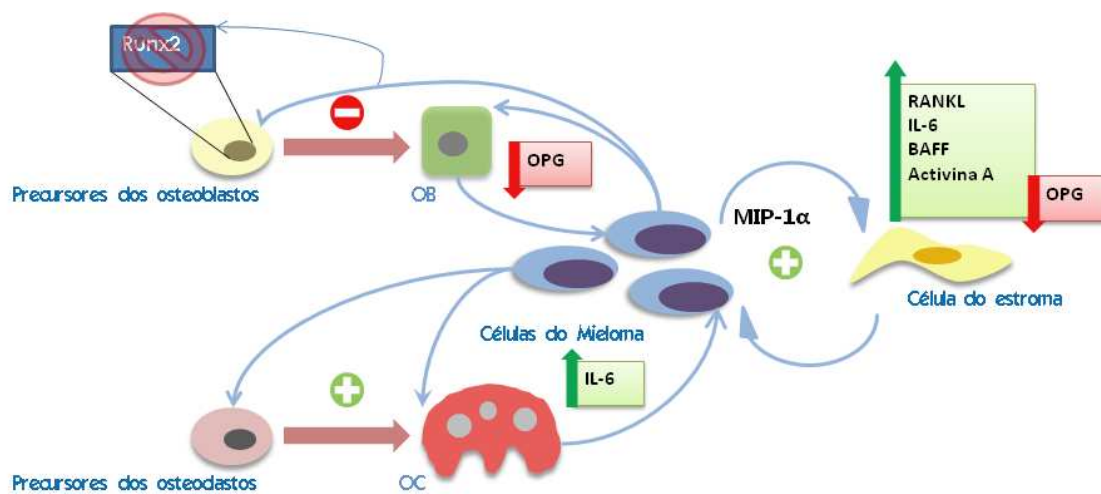 Runx2
Precursores dos osteoblastos
OB
OPG
MIP-1α
RANKL
IL-6
BAFF
Activina A
OPG
Célula do estroma
Células do Mieloma
IL-6
Precursores dos osteoclastos
OC